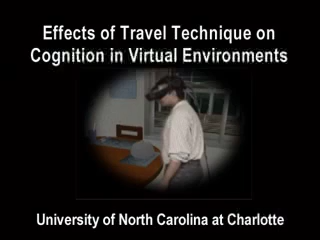 Effects of Travel Technique on
Cognition in Virtual Environments
University of North Carolina at Charlotte